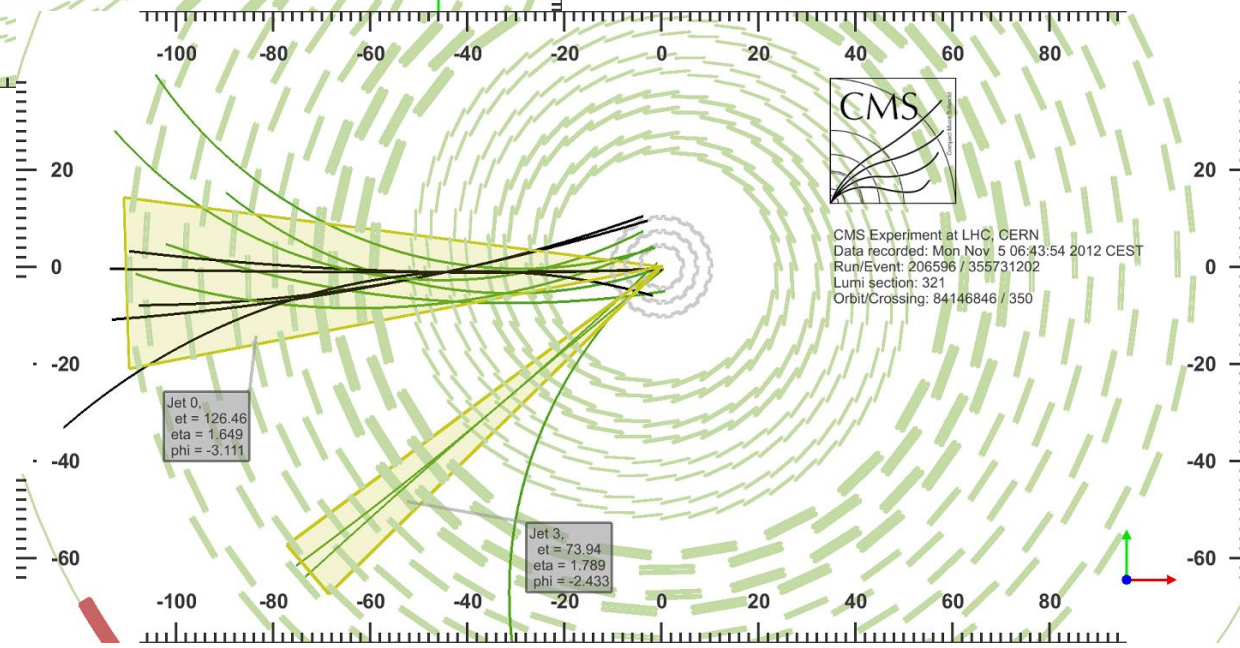 -100 -80 -60 -40 -20 0 20 40 60 80
CMS
20
20
CMS Experiment at LHC, CERN
Data recorded: Mon Nov 5 06:43:54 2012 CEST
Run/Event: 206596 / 355731202
Lumi section: 321
Orbit/Crossing: 84146846 / 350
0
0
-20
-20
Jet 0,
et = 126.46
eta = 1.649
phi = -3.111
-40
-40
Jet 3,
et = 73.94
eta = 1.789
phi = -2.433
-60
-60
-100 -80 -60 -40 -20 0 20 40 60 80